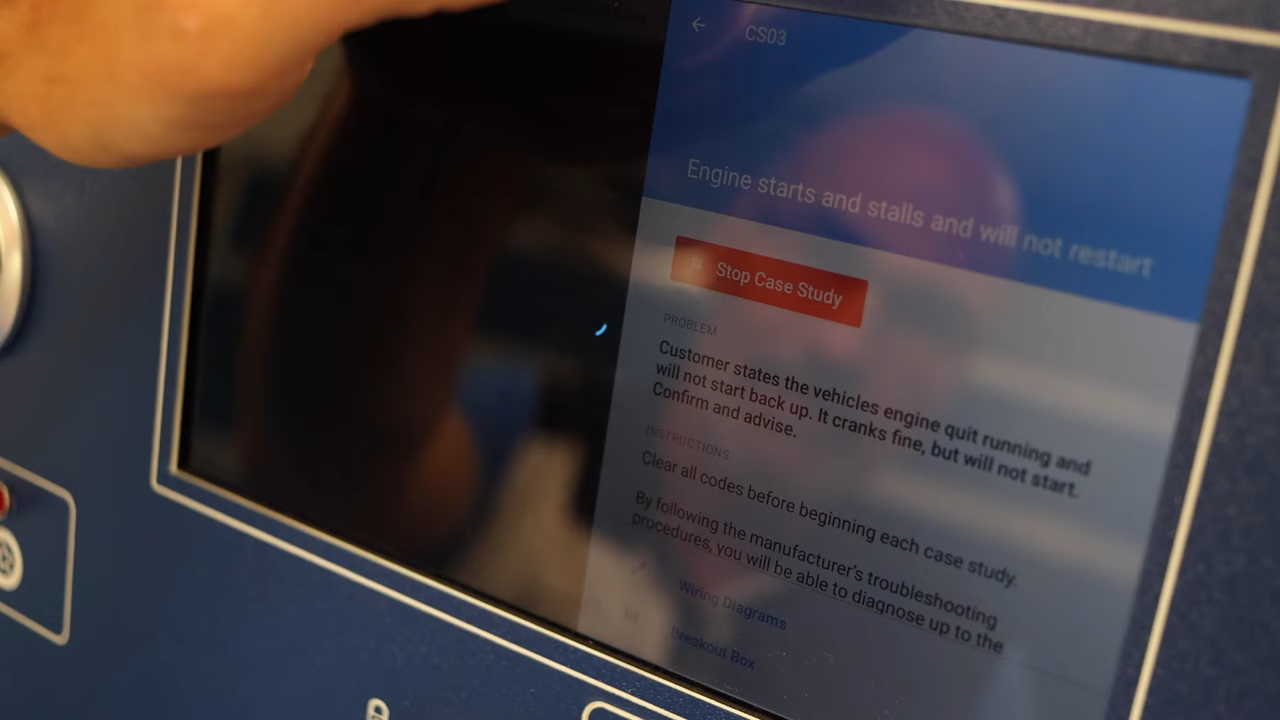 CS03
Engine starts and stalls and will not restart
Stop Case Study
PROBLEM
Customer states the vehicles engine quit running and
will not start back up. It cranks fine, but will not start.
Confirm and advise.
INSTRUCTIONS
Clear all codes before beginning each case study.
By following the manufacturer's troubleshooting
procedures, you will be able to diagnose up to the
Wiring Diagrams
Breakout Box